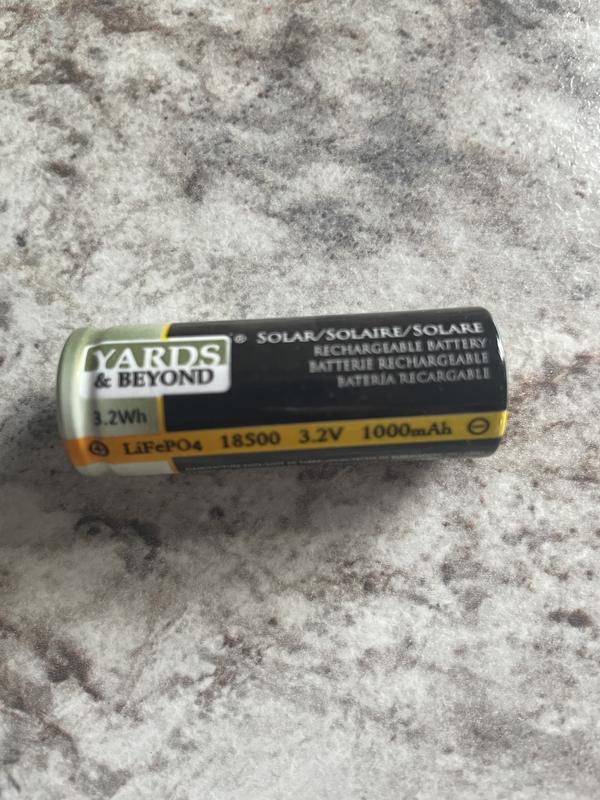 YARDS
& BEYOND
®
SOLAR/SOLAIRE/SOLARE
RECHARGEABLE BATTERY
BATTERIE RECHARGEABLE
BATERÍA RECARGABLE
3.2Wh
+ LiFePO4 18500 3.2V 1000mAh −